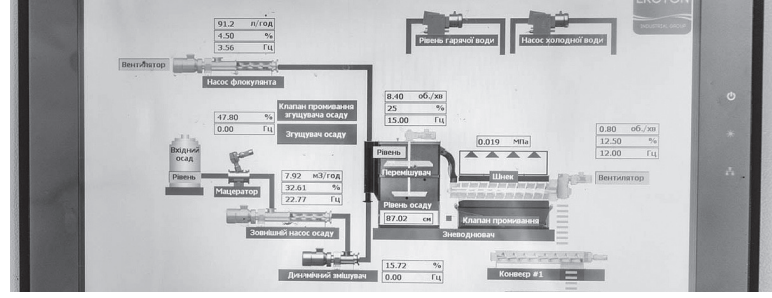 EKOTON
INDUSTRIAL GROUP
91.2 л/год
4.50 %
3.56 Гц
Вентилятор
Насос флокулянта
Рівень гарячої води
Насос холодної води
47.80 %
0.00 Гц
Клапан промивання
згущувача осаду
Згущувач осаду
8.40 об./хв
25 %
15.00 Гц
Вхідний
осад
Рівень
Мацератор
7.92 м3/год
32.61 %
22.77 Гц
Зовнішній насос осаду
Рівень
Перемішувач
Рівень осаду
87.02 см
0.019 МПа
Шнек
Клапан промивання
Зневоднювач
0.80 об./хв
12.50 %
12.00 Гц
Вентилятор
Динамічний змішувач
15.72 %
0.00 Гц
Конвеєр #1